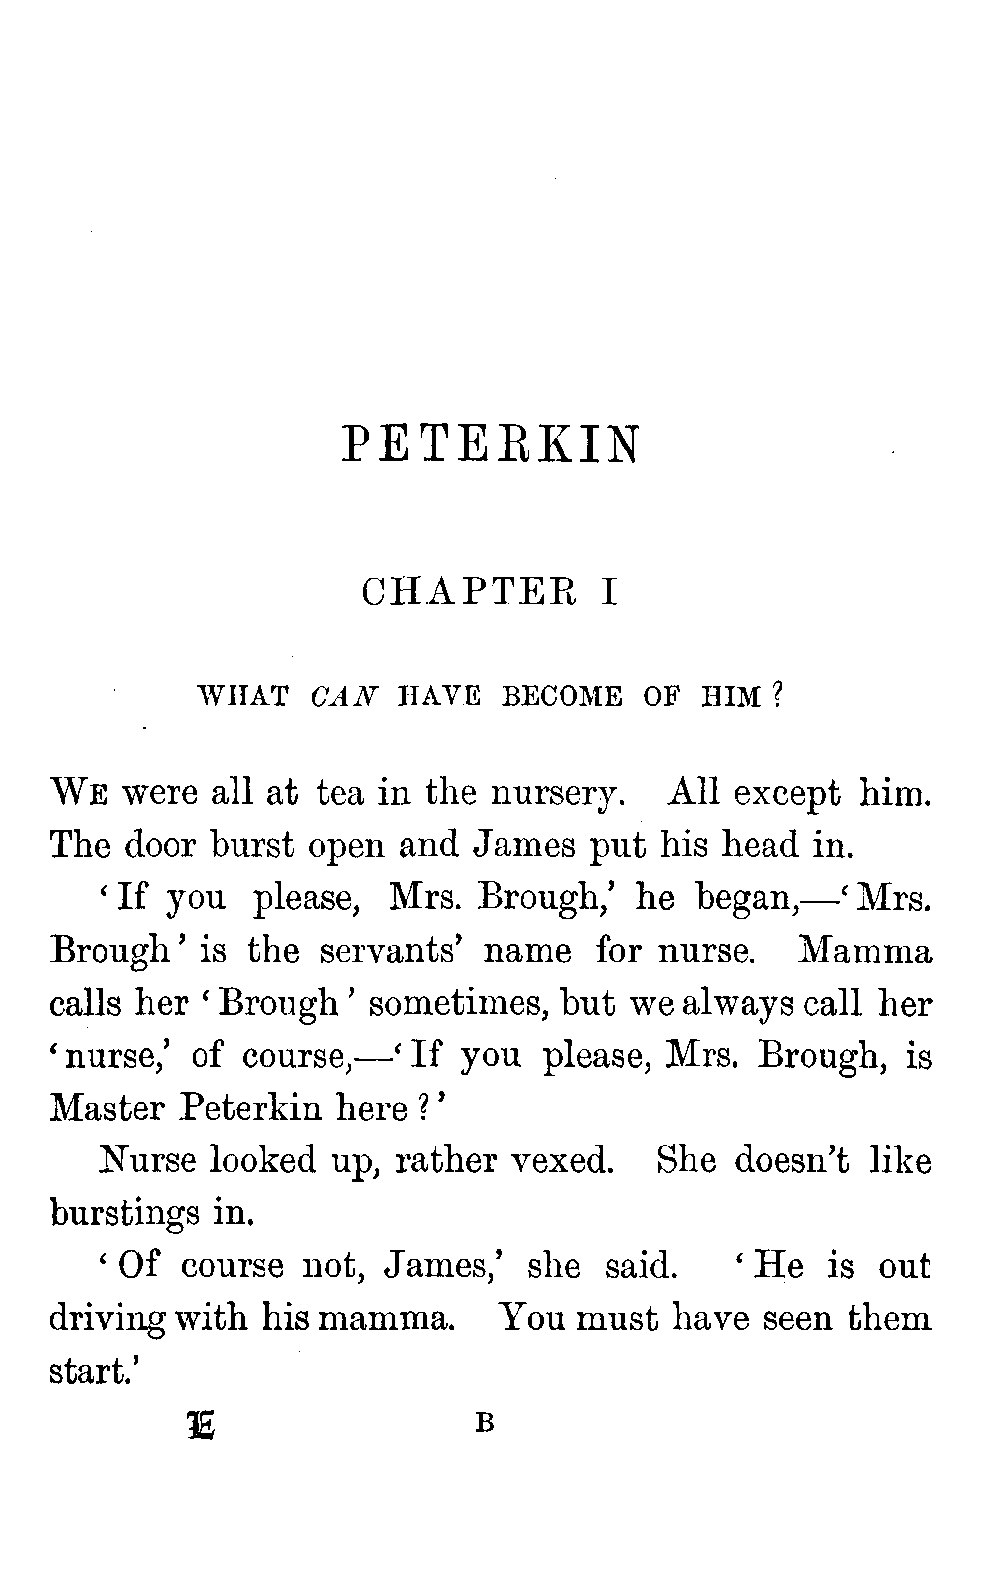 PETERKIN
CHAPTER I
WHAT CAN HAVE BECOME OF HIM?
WE were all at tea in the nursery. All except him.
The door burst open and James put his head in.
‘If you please, Mrs. Brough,’ he began,—‘Mrs.
Brough’ is the servants’ name for nurse. Mamma
calls her ‘Brough’ sometimes, but we always call her
‘nurse,’ of course,—‘If you please, Mrs. Brough, is
Master Peterkin here?’
Nurse looked up, rather vexed. She doesn’t like
burstings in.
‘Of course not, James,’ she said. ‘He is out
driving with his mamma. You must have seen them
start.’
E B